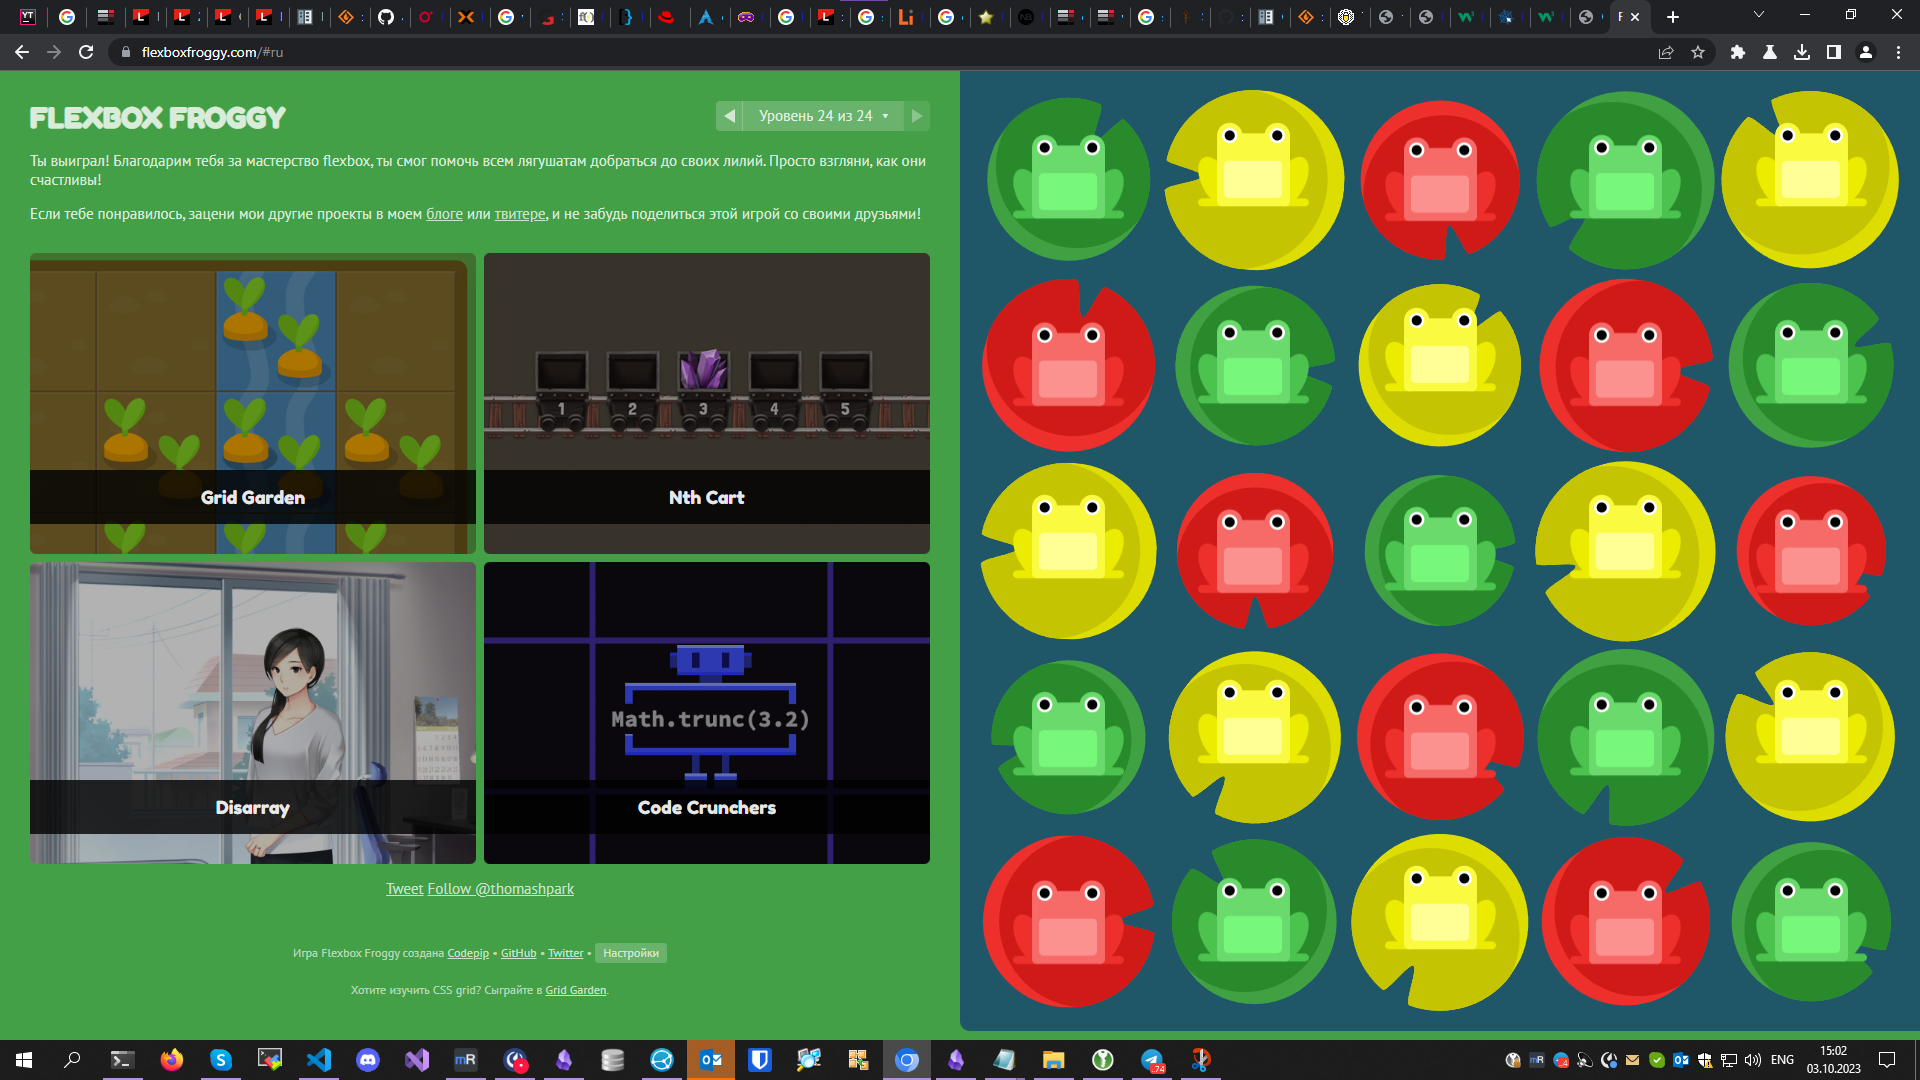 flexboxfroggy.com/#ru
FLEXBOX FROGGY
Уровень 24 из 24
Ты выиграл! Благодарим тебя за мастерство flexbox, ты смог помочь всем лягушатам добраться до своих лилий. Просто взгляни, как они
счастливы!
Если тебе понравилось, зацени мои другие проекты в моем блоге или твитере, и не забудь поделиться этой игрой со своими друзьями!
1 2 3 4 5
Grid Garden
Nth Cart
Math.trunc(3.2)
Disarray
Code Crunchers
Tweet Follow @thomashpark
Игра Flexbox Froggy создана Codepip • GitHub • Twitter • Настройки
Хотите изучить CSS grid? Сыграйте в Grid Garden.
ENG
15:02
03.10.2023